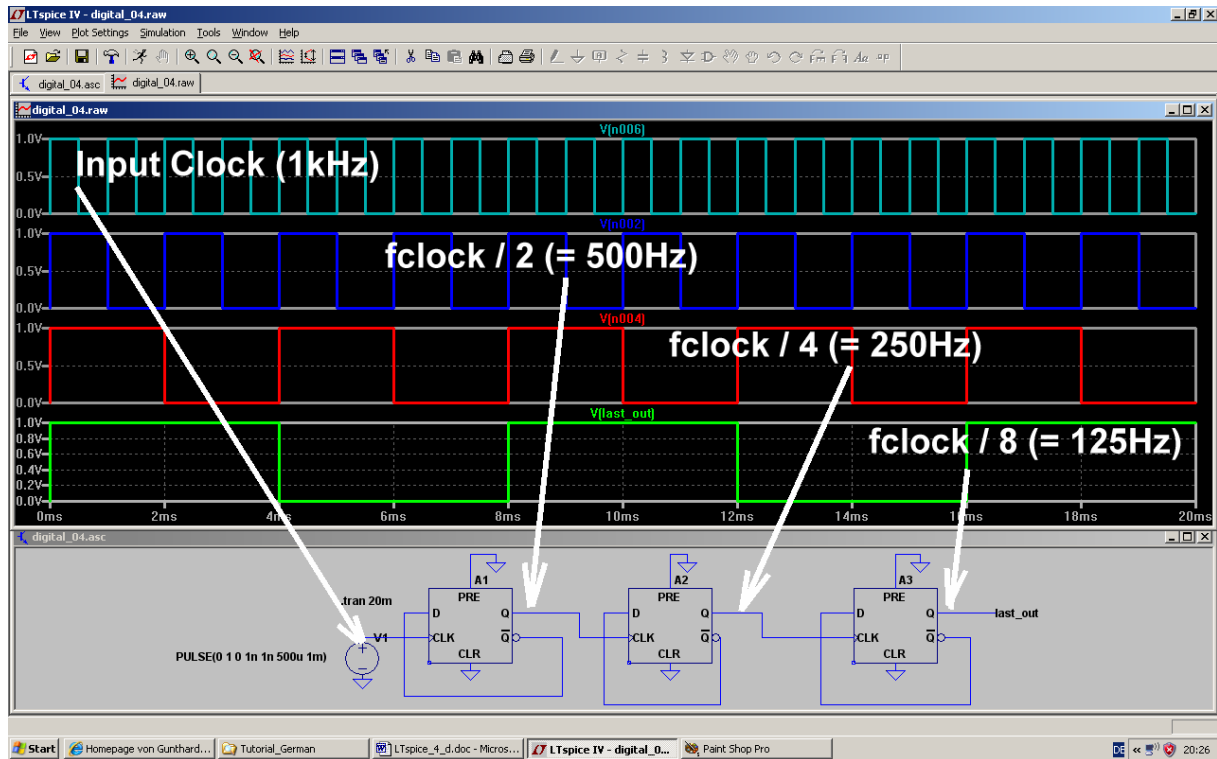 LTspice IV - digital_04.raw
File View Plot Settings Simulation Tools Window Help
digital_04.asc digital_04.raw
digital_04.raw
V(n006)
1.0V
0.5V
0.0V
Input Clock (1kHz)
V(n002)
1.0V
0.5V
0.0V
fclock / 2 (= 500Hz)
V(n004)
1.0V
0.5V
0.0V
fclock / 4 (= 250Hz)
V(last_out)
1.0V
0.8V
0.6V
0.4V
0.2V
0.0V
fclock / 8 (= 125Hz)
0ms 2ms 4ms 6ms 8ms 10ms 12ms 14ms 16ms 18ms 20ms
digital_04.asc
A1 A2 A3
.tran 20m
PRE PRE PRE
D Q D Q D Q last_out
V1 CLK Q CLK Q CLK Q
PULSE(0 1 0 1n 1n 500u 1m)
CLR CLR CLR
Start Homepage von Gunthard... Tutorial_German LTspice_4_d.doc - Micros... LTspice IV - digital_0... Paint Shop Pro DE 20:26